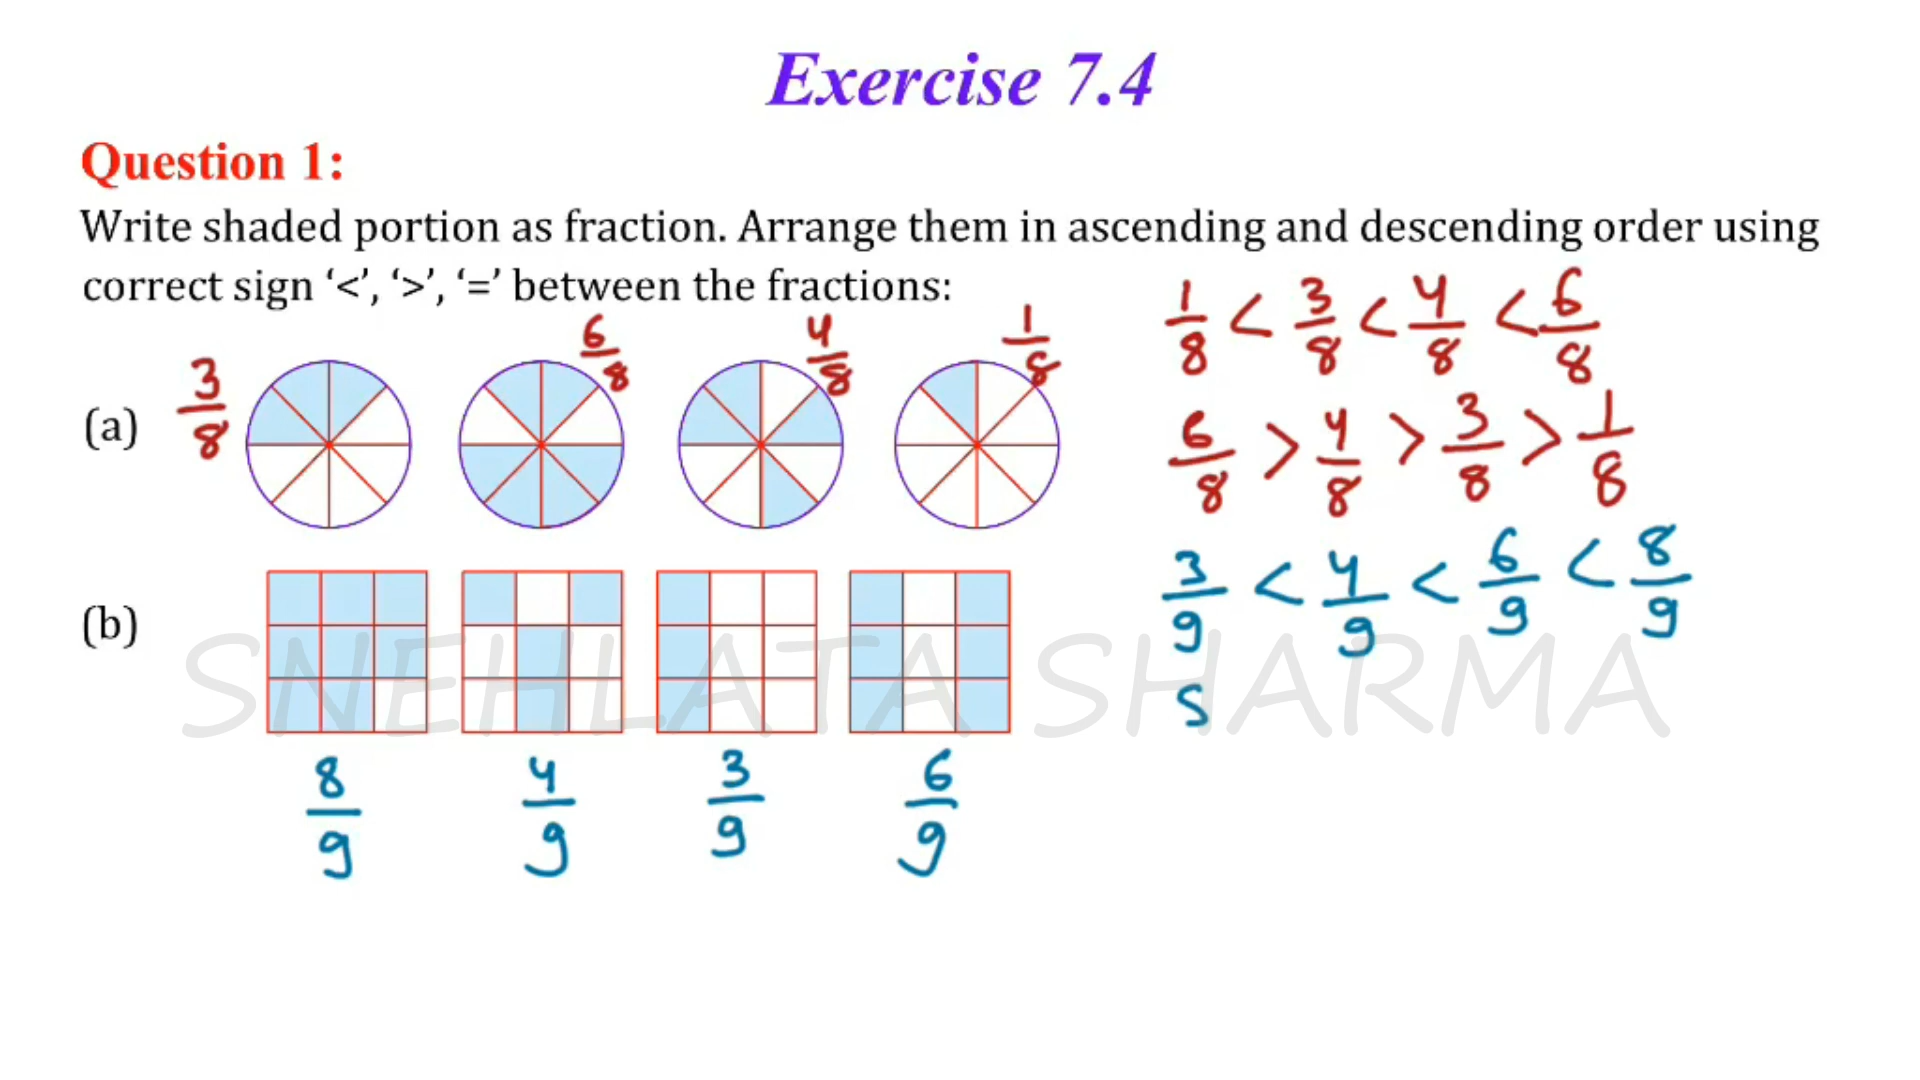 Exercise 7.4
Question 1:
Write shaded portion as fraction. Arrange them in ascending and descending order using
correct sign ‘<’, ‘>’, ‘=’ between the fractions:
(a) 3/8 6/8 4/8 1/8
1/8 < 3/8 < 4/8 < 6/8
6/8 > 4/8 > 3/8 > 1/8
(b)
8/9 4/9 3/9 6/9
3/9 < 4/9 < 6/9 < 8/9
S
SNEHLATA SHARMA